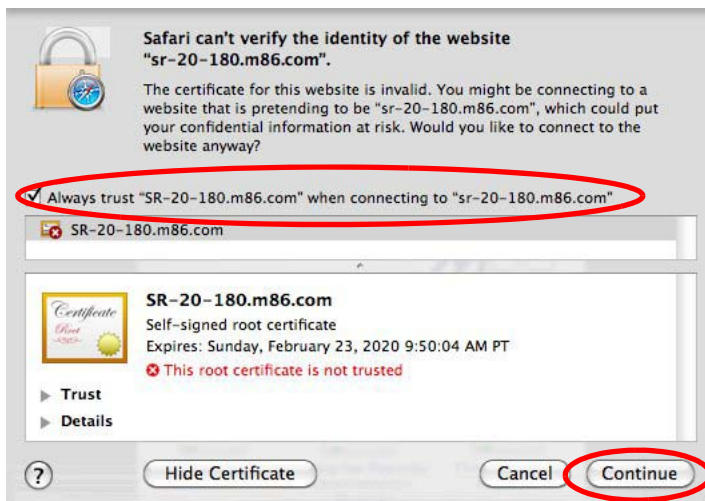 Safari can't verify the identity of the website
"sr-20-180.m86.com".
The certificate for this website is invalid. You might be connecting to a
website that is pretending to be "sr-20-180.m86.com", which could put
your confidential information at risk. Would you like to connect to the
website anyway?
Always trust "SR-20-180.m86.com" when connecting to "sr-20-180.m86.com"
SR-20-180.m86.com
Certificate
Root
SR-20-180.m86.com
Self-signed root certificate
Expires: Sunday, February 23, 2020 9:50:04 AM PT
This root certificate is not trusted
Trust
Details
? Hide Certificate Cancel Continue